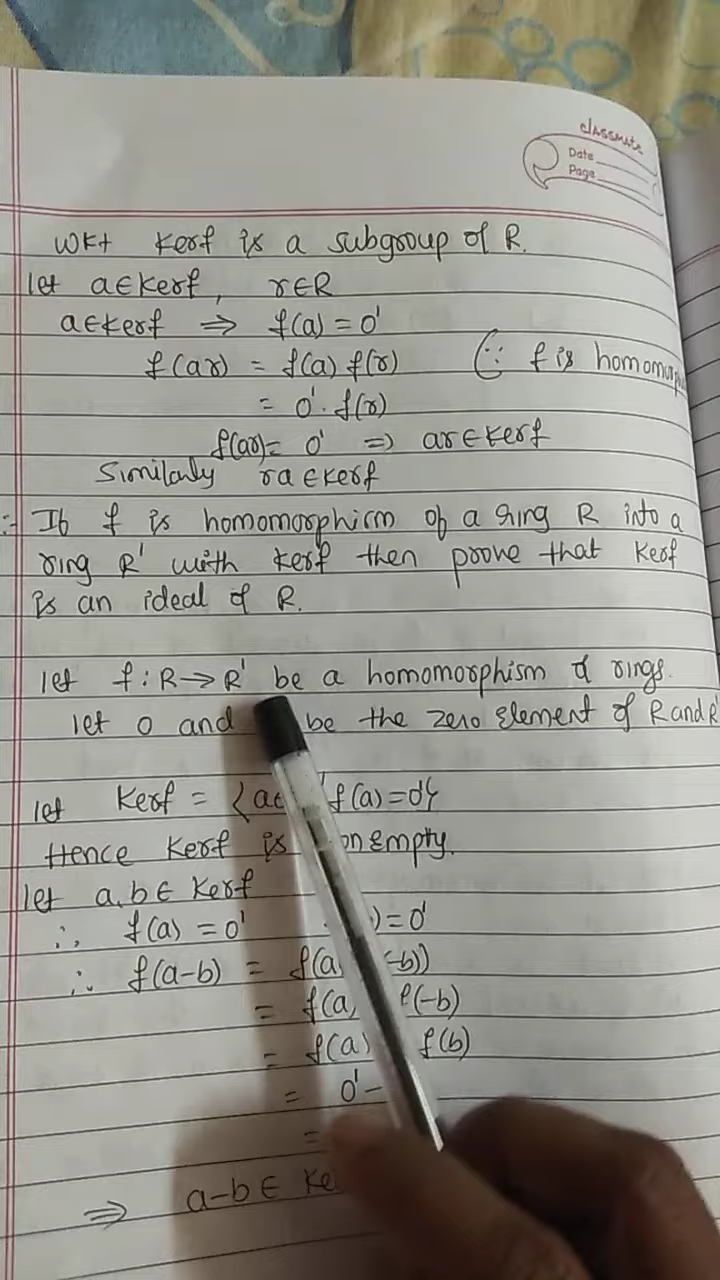 classmate
Date
Page
WKt Kerf is a subgroup of R.
let a∈Kerf, r∈R
a∈kerf ⇒ f(a) = 0'
f(ar) = f(a) f(r) (∵ f is homomorp
= 0'. f(r)
f(ar)= 0' ⇒ ar∈Kerf
Similarly ra∈kerf
:- If f is homomorphism of a ring R into a
ring R' with kerf then prove that Kerf
is an ideal of R.
let f:R→R' be a homomorphism of rings.
let 0 and be the zero element of R and R'
let Kerf = {a∈ f(a)=0'}
Hence Kerf is onempty.
let a,b∈ Kerf
∴ f(a) = 0' )=0'
∴ f(a-b) = f(a -b))
= f(a) f(-b)
= f(a) f(b)
= 0' -
=
⇒ a-b∈ Ke